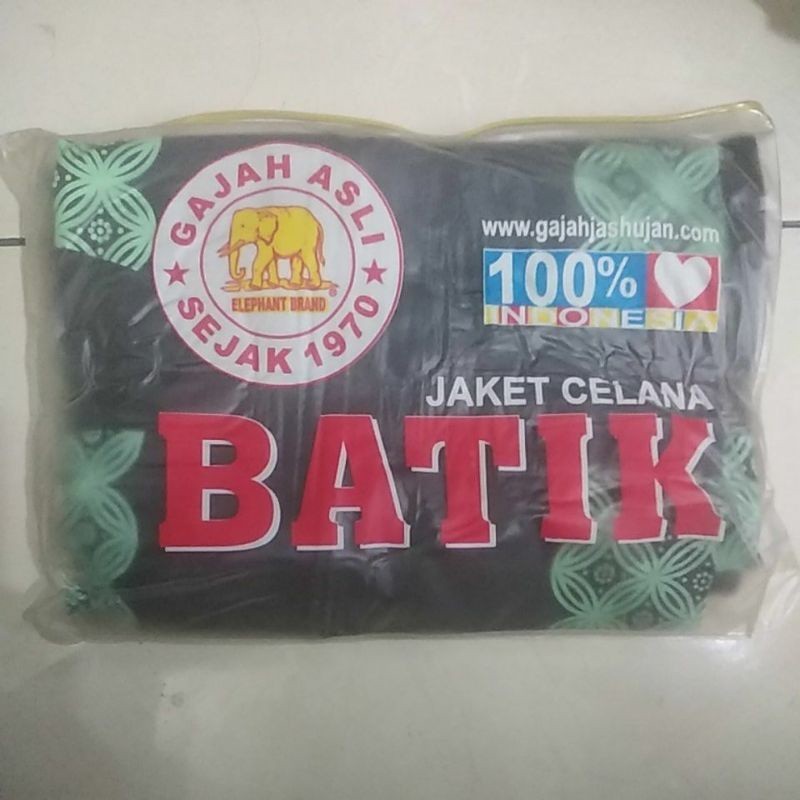 GAJAH ASLI
ELEPHANT BRAND
®
SEJAK 1970
www.gajahjashujan.com
100%
INDONESIA
JAKET CELANA
BATIK